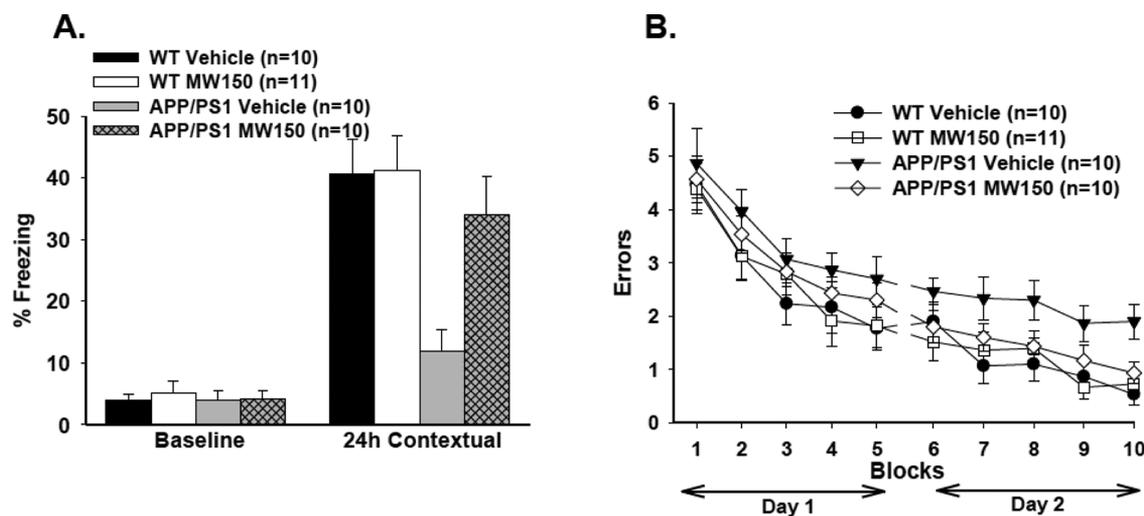 A.
WT Vehicle (n=10)
WT MW150 (n=11)
APP/PS1 Vehicle (n=10)
APP/PS1 MW150 (n=10)
% Freezing
50
40
30
20
10
0
Baseline
24h Contextual
B.
WT Vehicle (n=10)
WT MW150 (n=11)
APP/PS1 Vehicle (n=10)
APP/PS1 MW150 (n=10)
Errors
6
5
4
3
2
1
0
1 2 3 4 5 6 7 8 9 10
Blocks
Day 1
Day 2